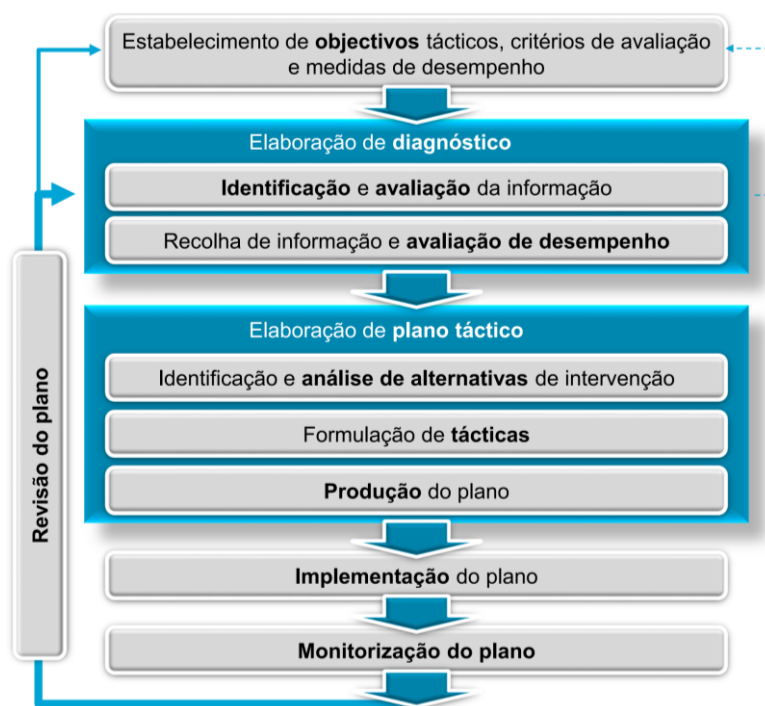 Estabelecimento de objectivos tácticos, critérios de avaliação
e medidas de desempenho
Elaboração de diagnóstico
Identificação e avaliação da informação
Recolha de informação e avaliação de desempenho
Elaboração de plano táctico
Identificação e análise de alternativas de intervenção
Formulação de tácticas
Produção do plano
Implementação do plano
Monitorização do plano
Revisão do plano